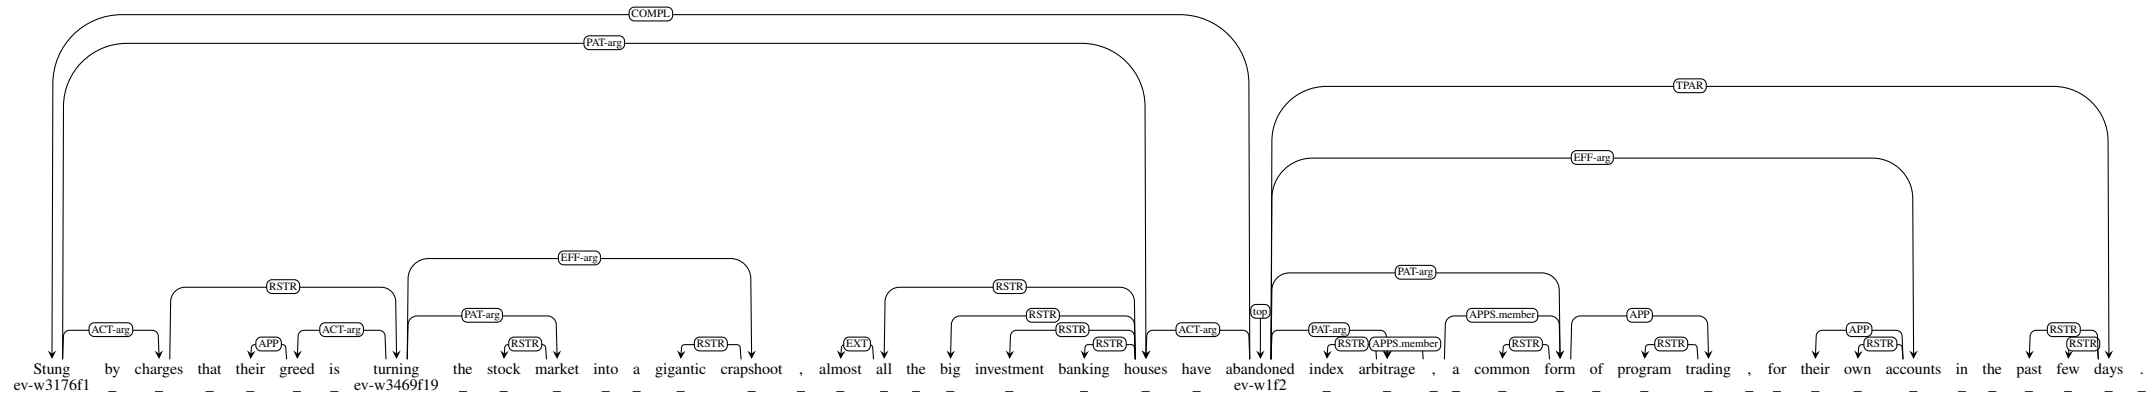 COMPL
PAT-arg
TPAR
EFF-arg
EFF-arg
PAT-arg
RSTR RSTR
top
PAT-arg RSTR APPS.member APP
ACT-arg ACT-arg RSTR ACT-arg PAT-arg APP RSTR
APP RSTR RSTR EXT RSTR RSTR APPS.member RSTR RSTR RSTR RSTR
Stung by charges that their greed is turning the stock market into a gigantic crapshoot , almost all the big investment banking houses have abandoned index arbitrage , a common form of program trading , for their own accounts in the past few days .
ev-w3176f1 _ _ _ _ _ _ ev-w3469f19 _ _ _ _ _ _ _ _ _ _ _ _ _ _ _ _ ev-w1f2 _ _ _ _ _ _ _ _ _ _ _ _ _ _ _ _ _ _ _ _